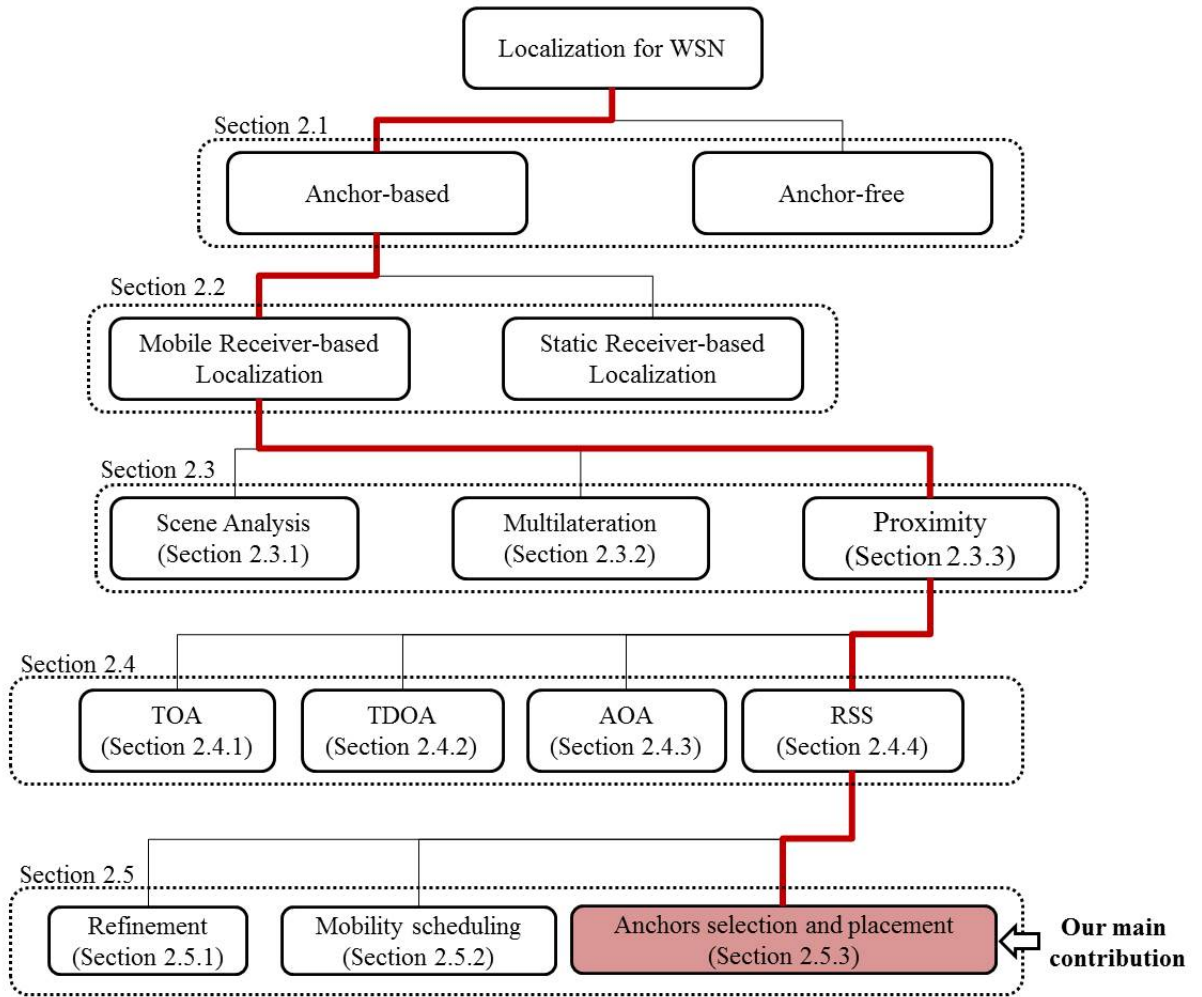 Localization for WSN
Section 2.1
Anchor-based
Anchor-free
Section 2.2
Mobile Receiver-based
Localization
Static Receiver-based
Localization
Section 2.3
Scene Analysis
(Section 2.3.1)
Multilateration
(Section 2.3.2)
Proximity
(Section 2.3.3)
Section 2.4
TOA
(Section 2.4.1)
TDOA
(Section 2.4.2)
AOA
(Section 2.4.3)
RSS
(Section 2.4.4)
Section 2.5
Refinement
(Section 2.5.1)
Mobility scheduling
(Section 2.5.2)
Anchors selection and placement
(Section 2.5.3)
Our main
contribution